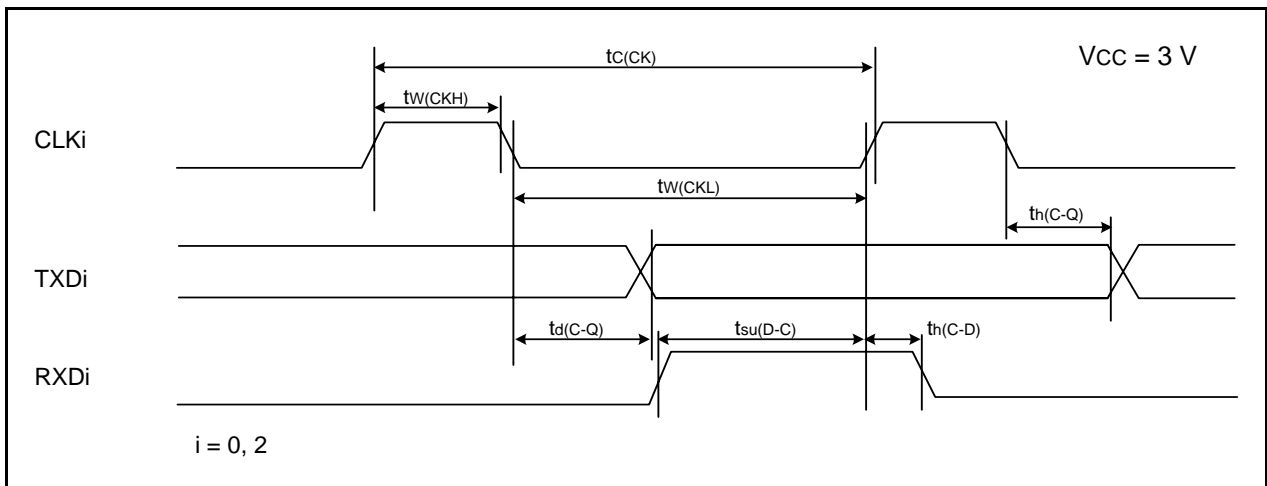 tC(CK)
VCC = 3 V
tW(CKH)
CLKi
tW(CKL)
th(C-Q)
TXDi
td(C-Q)
tsu(D-C)
th(C-D)
RXDi
i = 0, 2